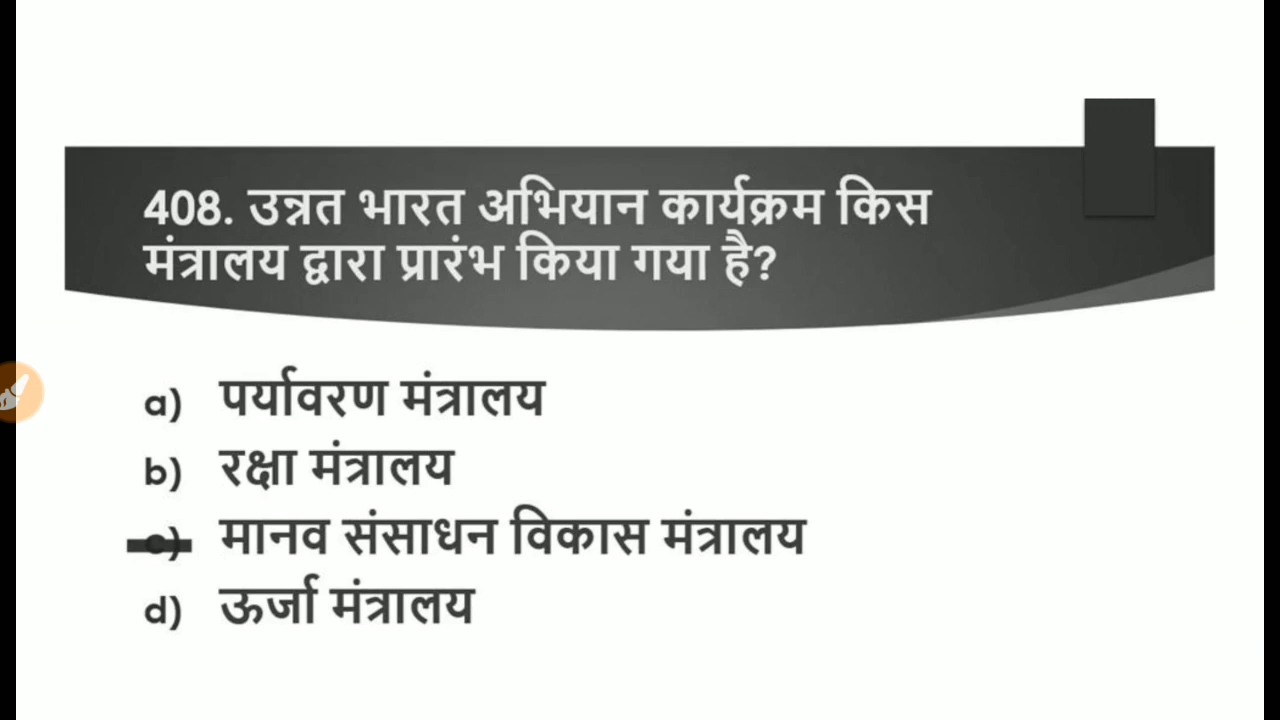 408. उन्नत भारत अभियान कार्यक्रम किस
मंत्रालय द्वारा प्रारंभ किया गया है?
a) पर्यावरण मंत्रालय
b) रक्षा मंत्रालय
c) मानव संसाधन विकास मंत्रालय
d) ऊर्जा मंत्रालय